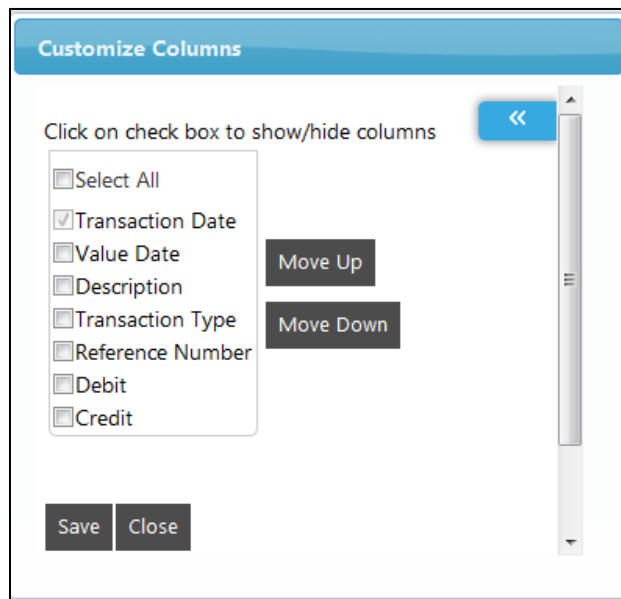 Customize Columns
«
Click on check box to show/hide columns
Select All
Transaction Date
Value Date
Description
Transaction Type
Reference Number
Debit
Credit
Move Up
Move Down
Save Close